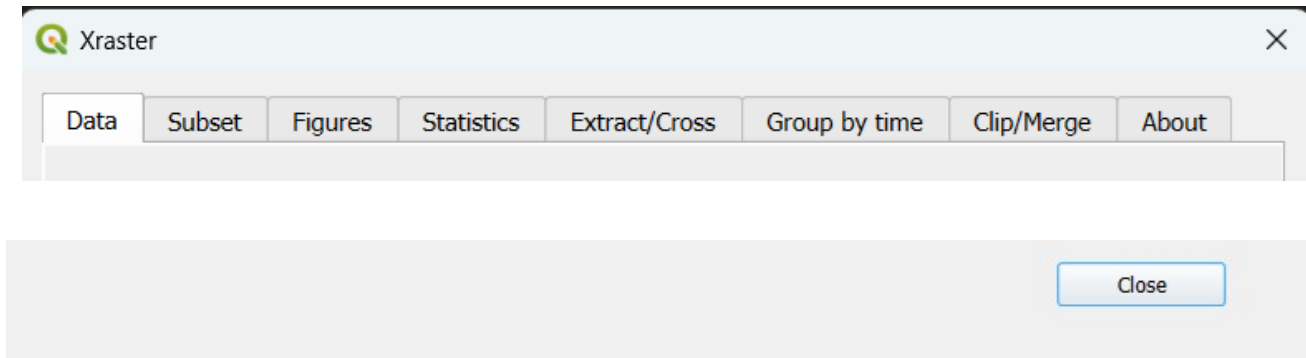 Xraster
Data Subset Figures Statistics Extract/Cross Group by time Clip/Merge About
Close